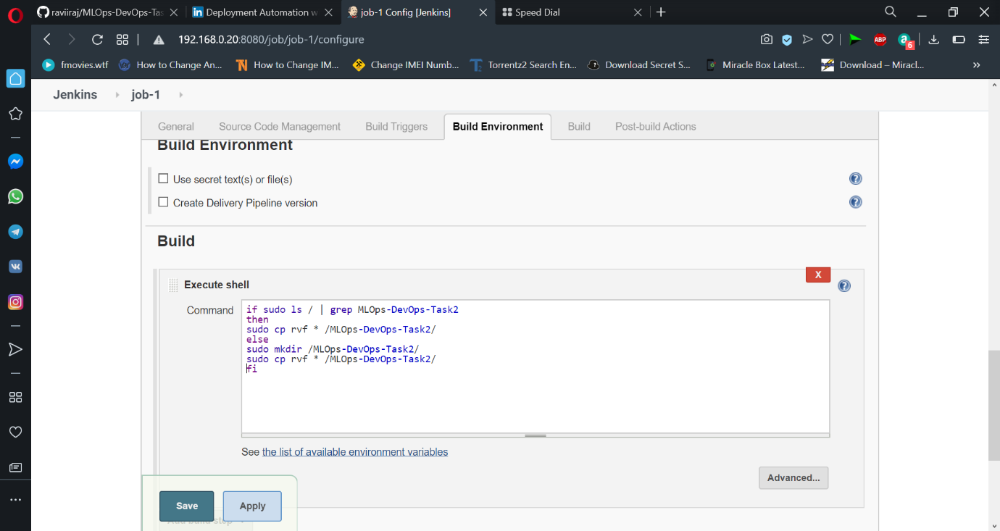 raviiraj/MLOps-DevOps-Tas
Deployment Automation w
job-1 Config [Jenkins]
Speed Dial
192.168.0.20:8080/job/job-1/configure
ABP
6
fmovies.wtf
How to Change An...
How to Change IM...
Change IMEI Numb...
Torrentz2 Search En...
Download Secret S...
Miracle Box Latest...
Download – Miracl...
Jenkins
job-1
General
Source Code Management
Build Triggers
Build Environment
Build
Post-build Actions
Build Environment
Use secret text(s) or file(s)
Create Delivery Pipeline version
Build
Execute shell
X
Command
if sudo ls / | grep MLOps-DevOps-Task2
then
sudo cp rvf * /MLOps-DevOps-Task2/
else
sudo mkdir /MLOps-DevOps-Task2/
sudo cp rvf * /MLOps-DevOps-Task2/
fi
See the list of available environment variables
Advanced...
Save
Apply
Add build step